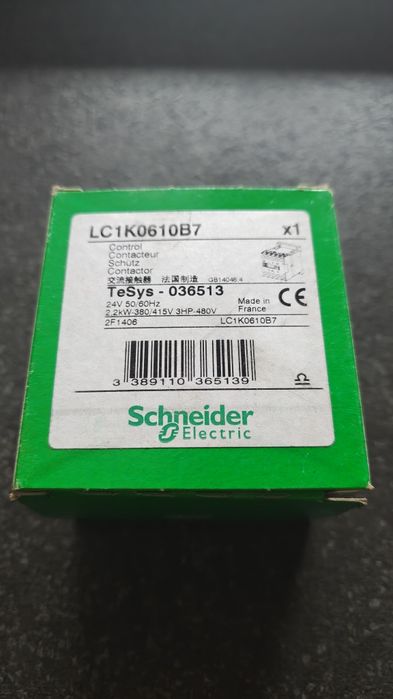 LC1K0610B7 x1
Control
Contacteur
Schütz
Contactor
交流接触器 法国制造 GB14048.4
TeSys - 036513
24V 50/60Hz
2.2kW-380/415V 3HP-480V
Made in
France
CE
2F1406 LC1K0610B7
3 389110 365139
Schneider
Electric